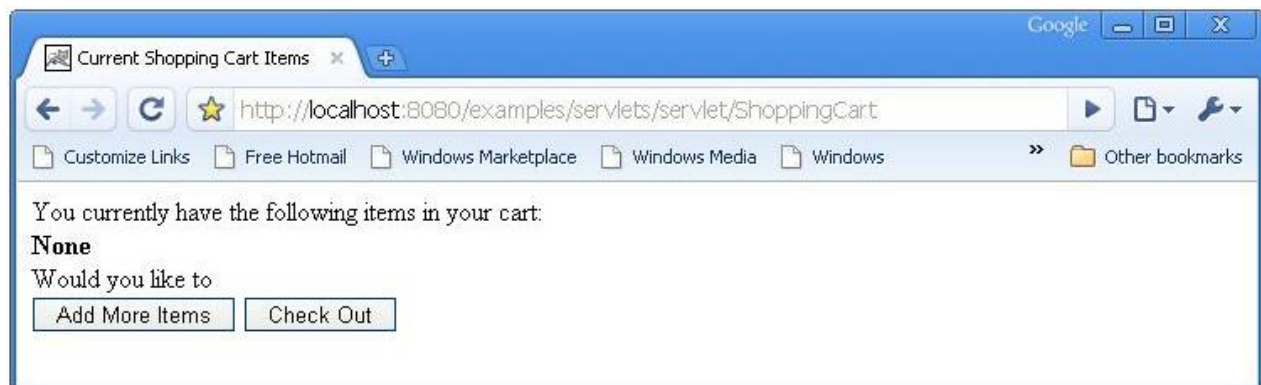 Google
Current Shopping Cart Items
http://localhost:8080/examples/servlets/servlet/ShoppingCart
Customize Links Free Hotmail Windows Marketplace Windows Media Windows » Other bookmarks
You currently have the following items in your cart:
None
Would you like to
Add More Items Check Out